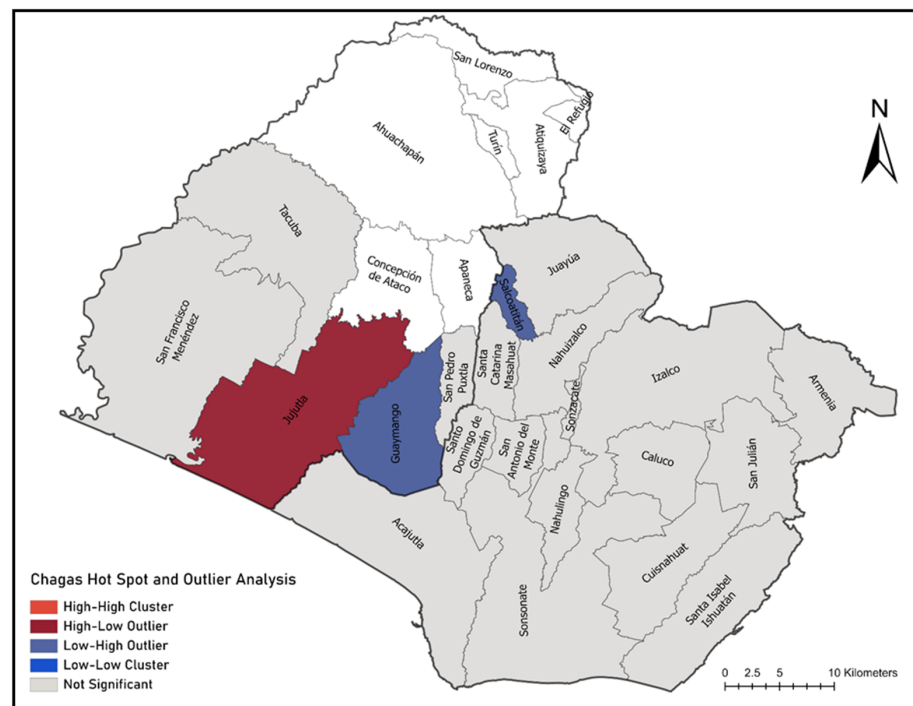 San Lorenzo
El Refugio
N
Ahuachapán
Turín
Atiquizaya
Tacuba
Concepción
de Ataco
Apaneca
Juayúa
Salcoatitán
San Francisco
Menéndez
Nahuizalco
San Pedro
Puxtla
Santa
Catarina
Masahuat
Izalco
Armenia
Sonzacate
Jujutla
Guaymango
Santo
Domingo de
Guzmán
San
Antonio del
Monte
Caluco
San Julián
Nahulingo
Acajutla
Cuisnahuat
Sonsonate
Santa Isabel
Ishuatán
Chagas Hot Spot and Outlier Analysis
High-High Cluster
High-Low Outlier
Low-High Outlier
Low-Low Cluster
Not Significant
0 2.5 5 10 Kilometers